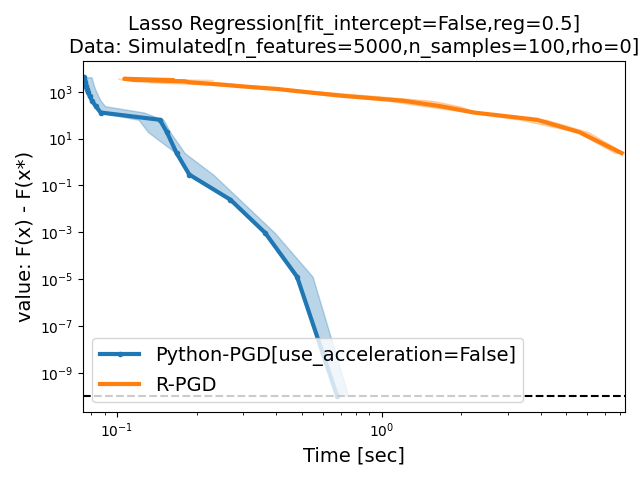 Lasso Regression[fit_intercept=False,reg=0.5]
Data: Simulated[n_features=5000,n_samples=100,rho=0]
value: F(x) - F(x*)
10³
10¹
10⁻¹
10⁻³
10⁻⁵
10⁻⁷
10⁻⁹
Python-PGD[use_acceleration=False]
R-PGD
10⁻¹ 10⁰
Time [sec]